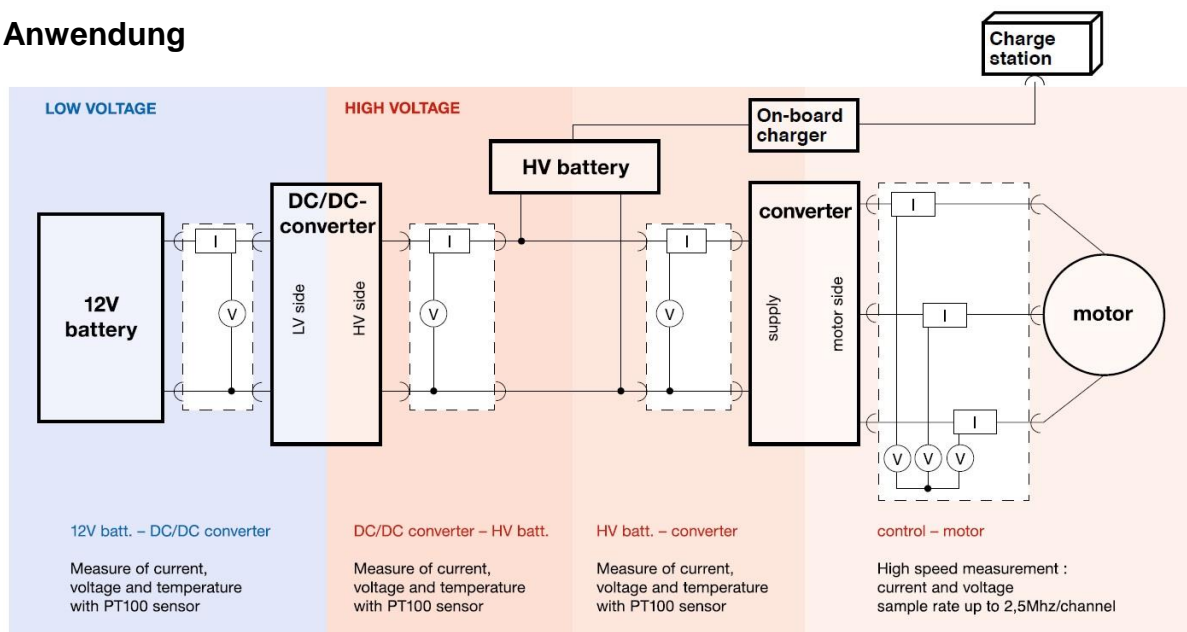 Anwendung
Charge
station
LOW VOLTAGE
HIGH VOLTAGE
On-board
charger
HV battery
DC/DC-
converter
converter
I
I
I
I
12V
battery
V
LV side
HV side
V
V
supply
motor side
I
motor
I
V
V
V
12V batt. – DC/DC converter
Measure of current,
voltage and temperature
with PT100 sensor
DC/DC converter – HV batt.
Measure of current,
voltage and temperature
with PT100 sensor
HV batt. – converter
Measure of current,
voltage and temperature
with PT100 sensor
control – motor
High speed measurement :
current and voltage
sample rate up to 2,5Mhz/channel